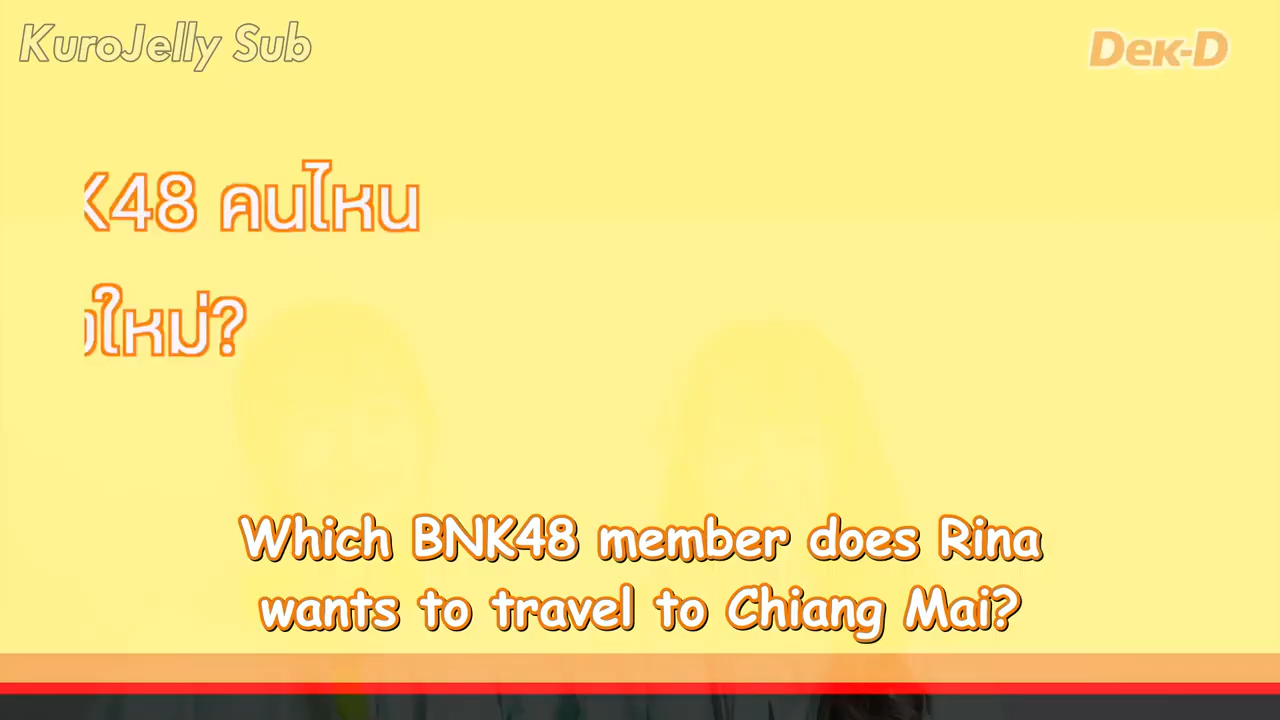 KuroJelly Sub
Dek-D
K48 คนไหน
ใหม่?
Which BNK48 member does Rina
wants to travel to Chiang Mai?